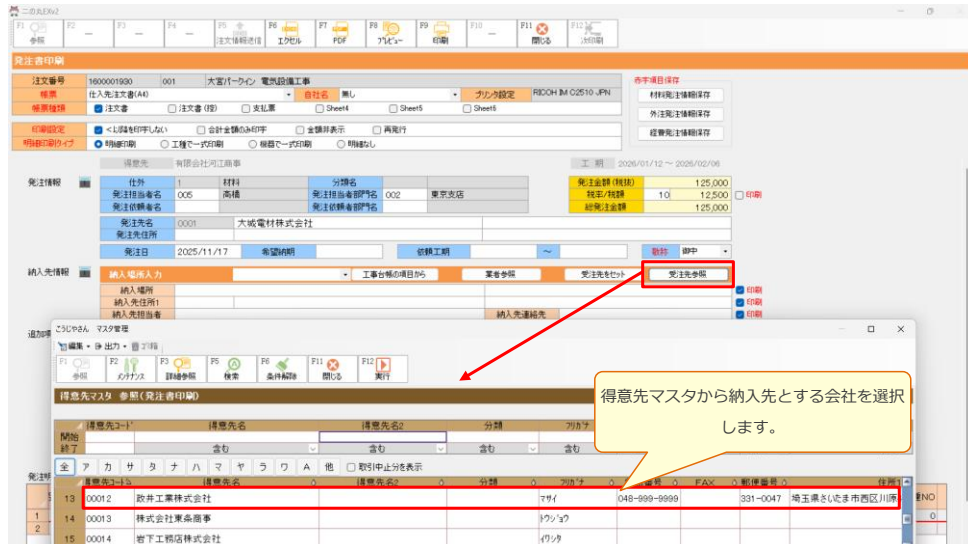 二の丸EXv2
F1 参照 F2 F3 F4 F5 注文情報送信 F6 エクセル F7 PDF F8 プレビュー F9 印刷 F10 F11 閉じる F12 次印刷
発注書印刷
注文番号 1600001930 001 大宮パークイン 電気設備工事 赤字項目保存
帳票 仕入先注文書(A4) 自社名 無し プリンタ設定 RICOH IM C2510 JPN 材料発注情報保存
帳票種類 注文書 注文書 (控) 支払票 Sheet4 Sheet5 Sheet6 外注発注情報保存
印刷設定 <以降を印字しない 合計金額のみ印字 金額非表示 再発行 経費発注情報保存
明細印刷タイプ 明細印刷 工種で一式印刷 機器で一式印刷 明細なし
得意先 有限会社河江商事 工 期 2026/01/12 ～ 2026/02/06
発注情報 仕外 1 材料 分類名 発注金額(税抜) 125,000
発注担当者名 005 高橋 発注担当者部門名 002 東京支店 税率/税額 10 12,500 印刷
発注依頼者名 発注依頼者部門名 総発注金額 125,000
発注先名 0001 大城電材株式会社
発注先住所
発注日 2025/11/17 希望納期 依頼工期 ～ 敬称 御中
納入先情報 納入場所入力 工事台帳の項目から 業者参照 受注先をセット 受注先参照
納入場所 印刷
納入先住所1 印刷
納入先担当者 納入先連絡先 印刷
こうじやさん マスタ管理
編集 出力
F1 参照 F2 メンテナンス F3 詳細参照 F5 検索 F6 条件解除 F11 閉じる F12 実行
得意先マスタ 参照(発注書印刷)
得意先マスタから納入先とする会社を選択
します。
得意先コード 得意先名 得意先名2 分類 フリガナ
開始
終了 含む 含む 含む 含む
全 ア カ サ タ ナ ハ マ ヤ ラ ワ A 他 取引中止分を表示
得意先コード 得意先名 得意先名2 分類 フリガナ 番号 FAX 郵便番号 住所1
13 00012 政井工業株式会社 マサイ 048-999-9999 331-0047 埼玉県さいたま市西区川原
14 00013 株式会社東条商事 トウジョウ
15 00014 岩下工務店株式会社 イワシタ